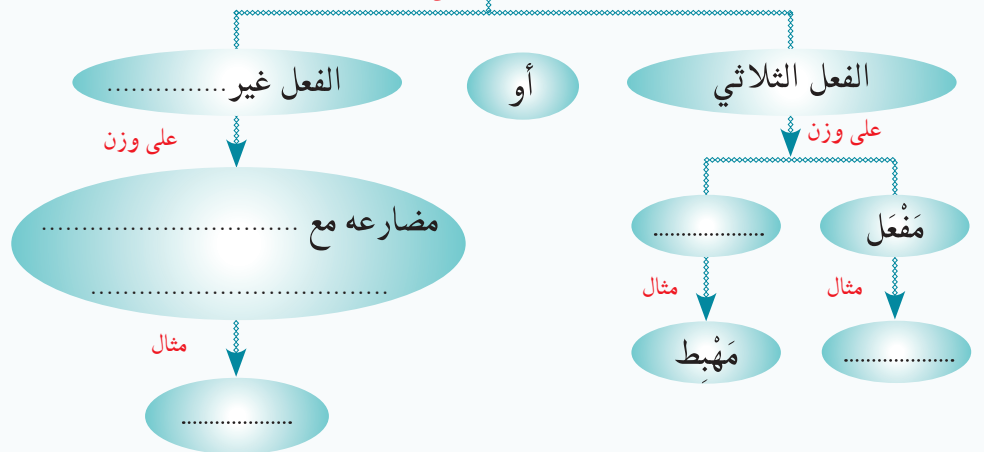 الفعل الثلاثي
أو
الفعل غير ...............
على وزن
على وزن
مَفْعَل
....................
مضارعه مع ................................
.....................................
مثال
مثال
مثال
....................
مَهْبِط
....................